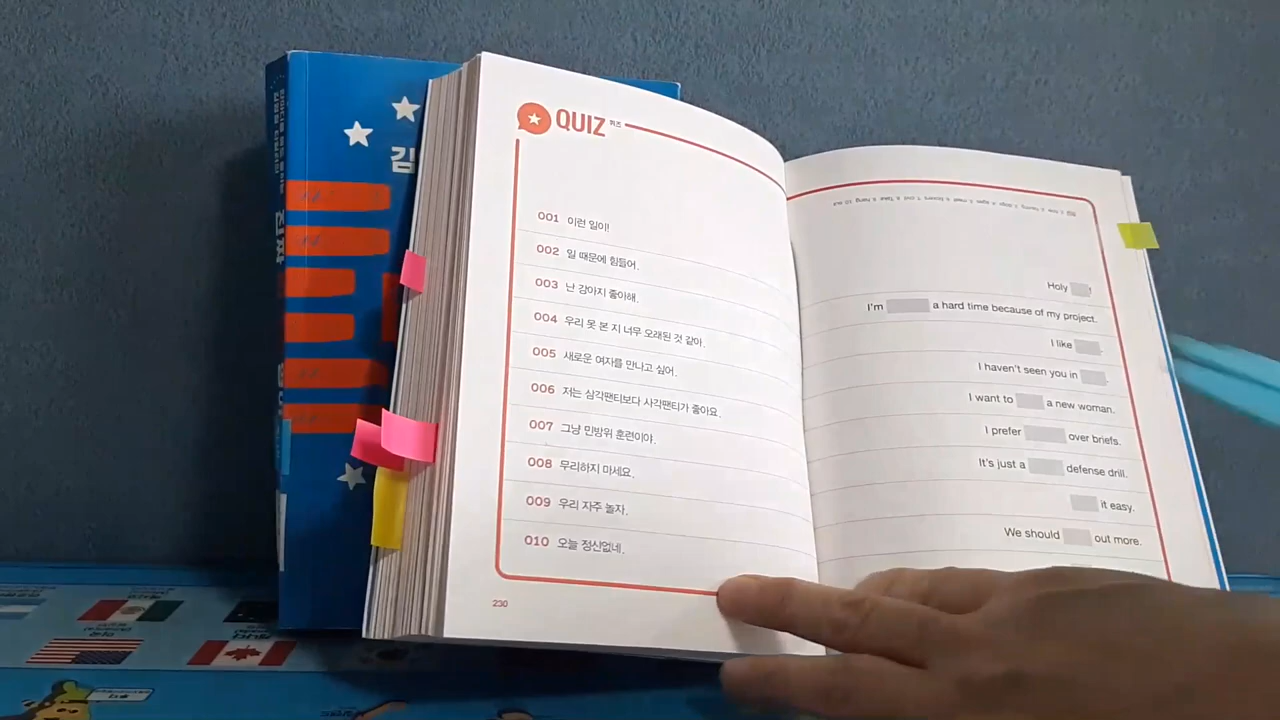 김
진짜
QUIZ 퀴즈
001 이런 일이!
002 일 때문에 힘들어.
003 난 강아지 좋아해.
004 우리 못 본 지 너무 오래된 것 같아.
005 새로운 여자를 만나고 싶어.
006 저는 삼각팬티보다 사각팬티가 좋아요.
007 그냥 민방위 훈련이야.
008 무리하지 마세요.
009 우리 자주 놀자.
010 오늘 정신없네.
230
Holy !
I'm a hard time because of my project.
I like .
I haven't seen you in .
I want to a new woman.
I prefer over briefs.
It's just a defense drill.
it easy.
We should out more.